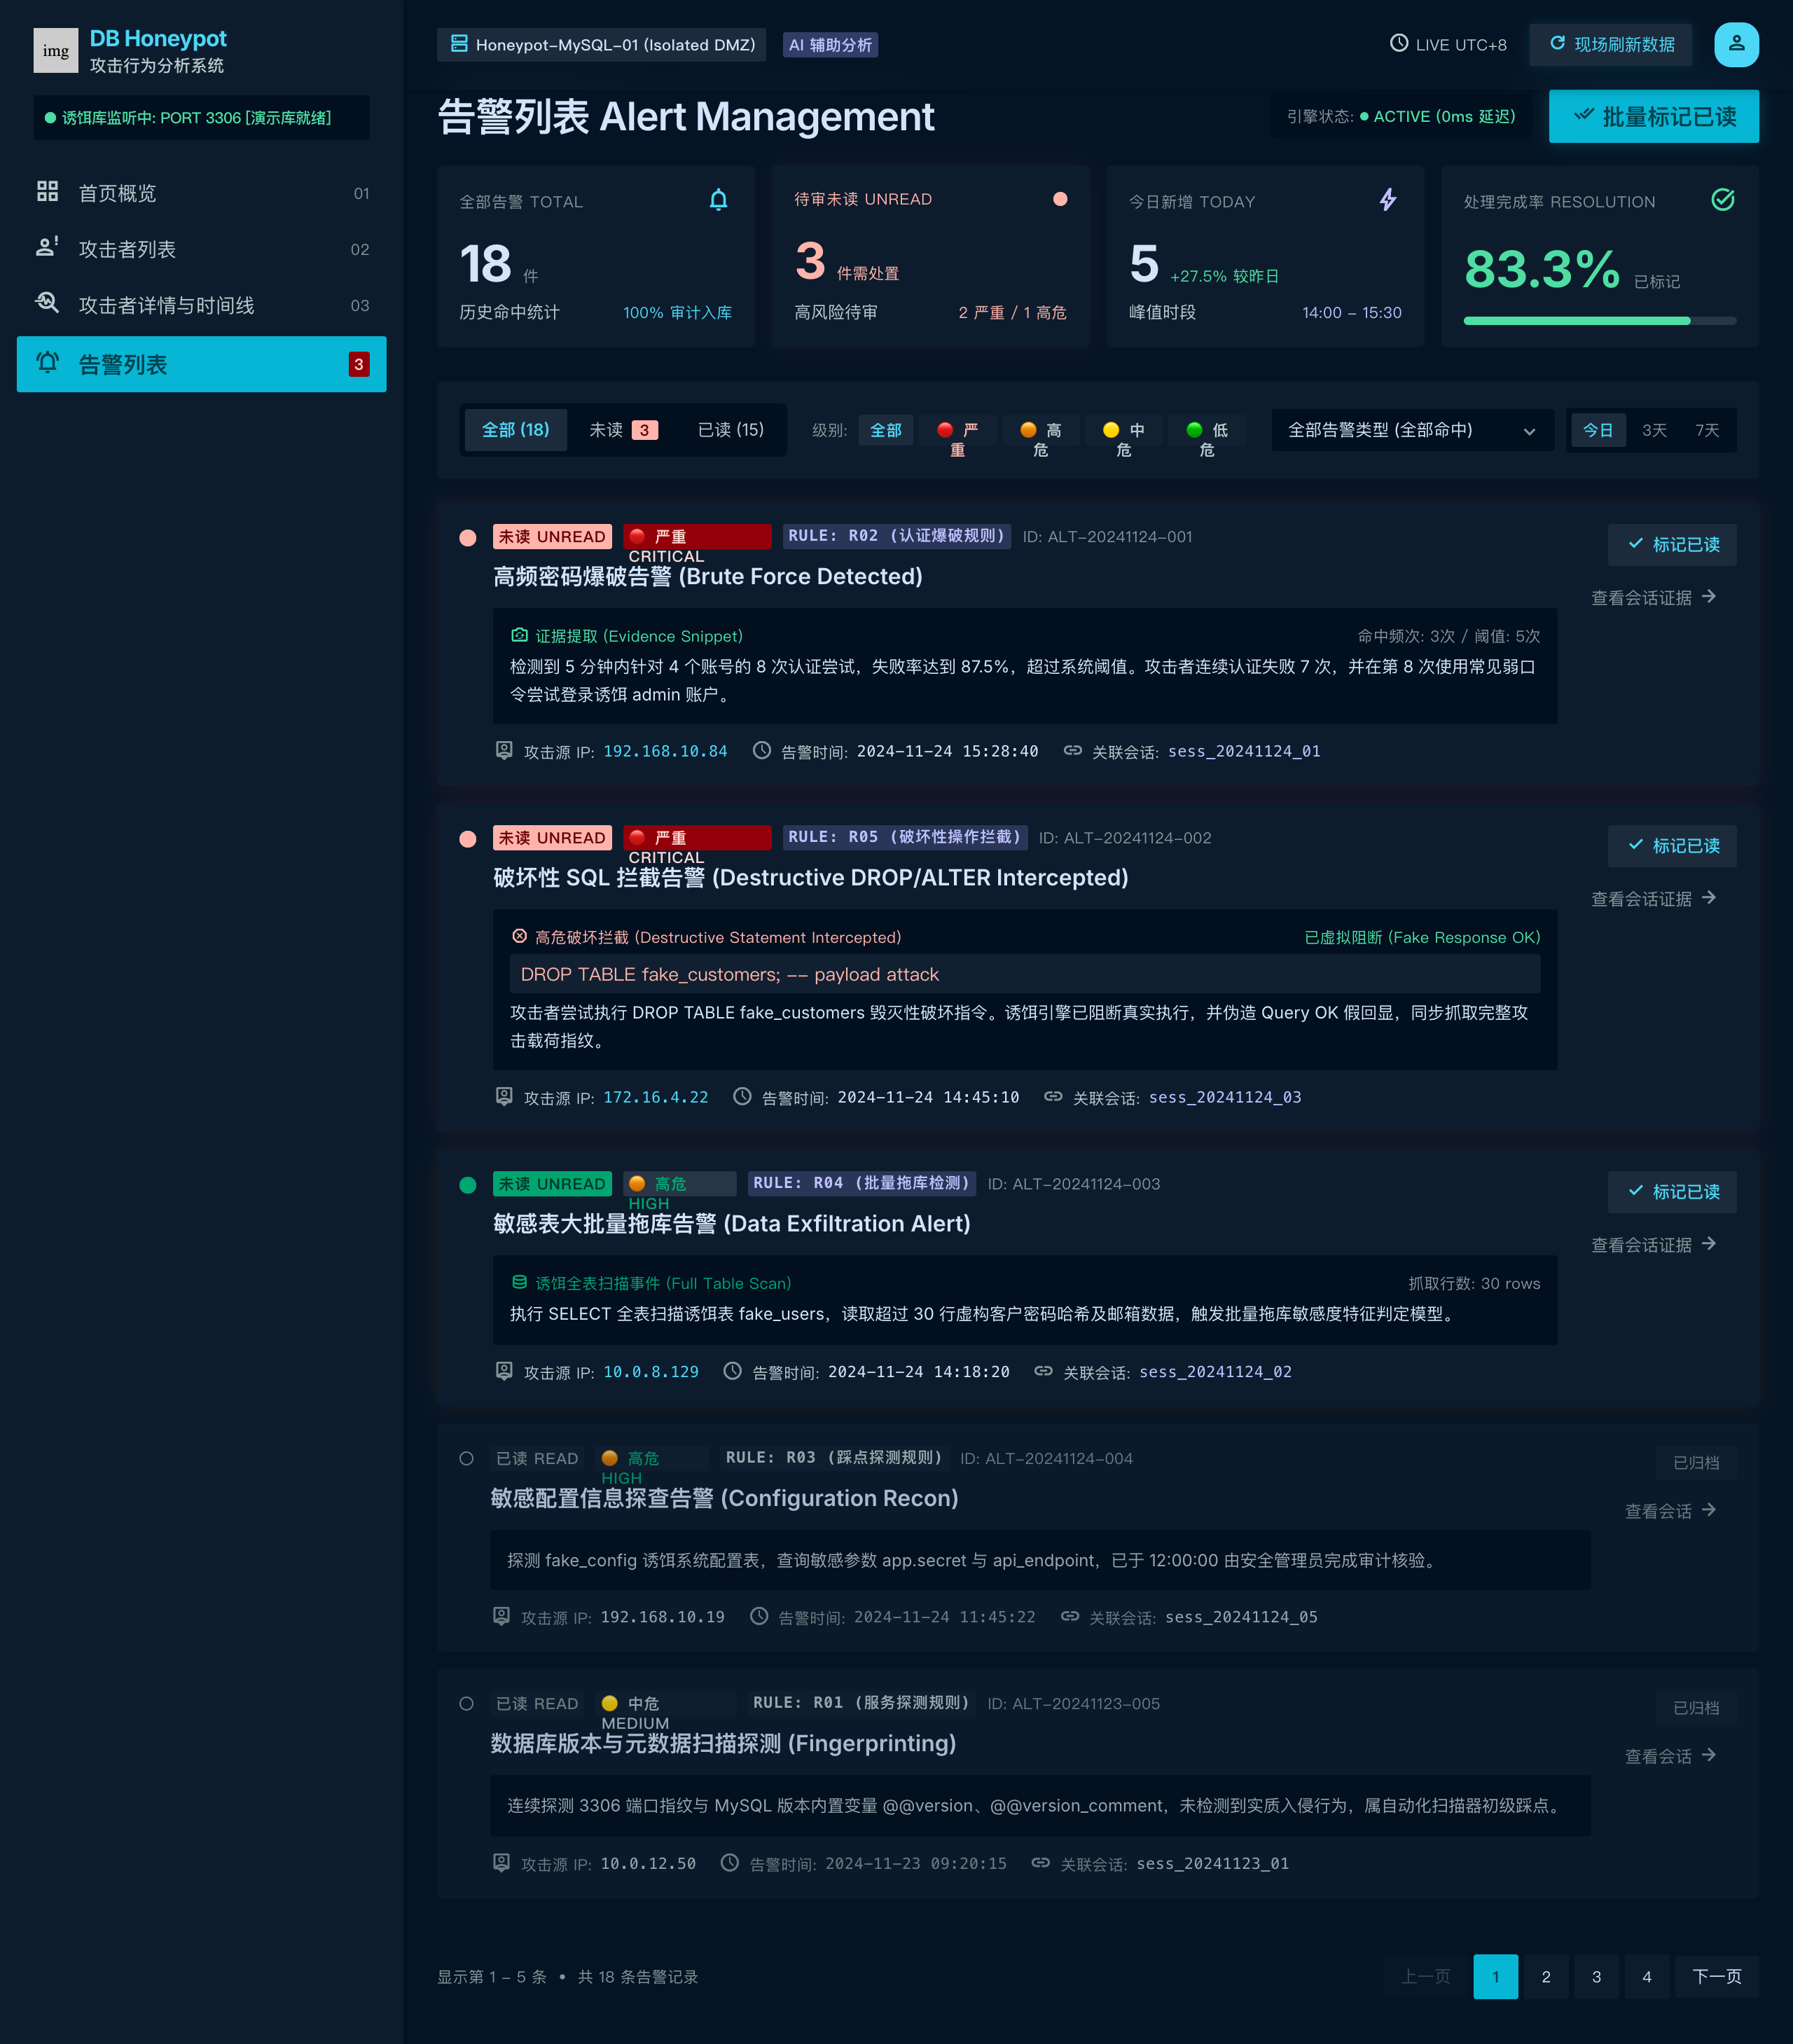 img
DB Honeypot
攻击行为分析系统
诱饵库监听中: PORT 3306 [演示库就绪]
首页概览 01
攻击者列表 02
攻击者详情与时间线 03
告警列表 3
Honeypot-MySQL-01 (Isolated DMZ) AI 辅助分析 LIVE UTC+8 现场刷新数据
告警列表 Alert Management 引擎状态: ACTIVE (0ms 延迟) 批量标记已读
全部告警 TOTAL
18 件
历史命中统计 100% 审计入库
待审未读 UNREAD
3 件需处置
高风险待审 2 严重 / 1 高危
今日新增 TODAY
5 +27.5% 较昨日
峰值时段 14:00 - 15:30
处理完成率 RESOLUTION
83.3% 已标记
全部 (18) 未读 3 已读 (15) 级别: 全部 严重 高危 中危 低危 全部告警类型 (全部命中) 今日 3天 7天
未读 UNREAD 严重 RULE: R02 (认证爆破规则) ID: ALT-20241124-001 标记已读
CRITICAL
高频密码爆破告警 (Brute Force Detected)
查看会话证据
证据提取 (Evidence Snippet) 命中频次: 3次 / 阈值: 5次
检测到 5 分钟内针对 4 个账号的 8 次认证尝试，失败率达到 87.5%，超过系统阈值。攻击者连续认证失败 7 次，并在第 8 次使用常见弱口
令尝试登录诱饵 admin 账户。
攻击源 IP: 192.168.10.84 告警时间: 2024-11-24 15:28:40 关联会话: sess_20241124_01
未读 UNREAD 严重 RULE: R05 (破坏性操作拦截) ID: ALT-20241124-002 标记已读
CRITICAL
破坏性 SQL 拦截告警 (Destructive DROP/ALTER Intercepted)
查看会话证据
高危破坏拦截 (Destructive Statement Intercepted) 已虚拟阻断 (Fake Response OK)
DROP TABLE fake_customers; -- payload attack
攻击者尝试执行 DROP TABLE fake_customers 毁灭性破坏指令。诱饵引擎已阻断真实执行，并伪造 Query OK 假回显，同步抓取完整攻
击载荷指纹。
攻击源 IP: 172.16.4.22 告警时间: 2024-11-24 14:45:10 关联会话: sess_20241124_03
未读 UNREAD 高危 RULE: R04 (批量拖库检测) ID: ALT-20241124-003 标记已读
HIGH
敏感表大批量拖库告警 (Data Exfiltration Alert)
查看会话证据
诱饵全表扫描事件 (Full Table Scan) 抓取行数: 30 rows
执行 SELECT 全表扫描诱饵表 fake_users，读取超过 30 行虚构客户密码哈希及邮箱数据，触发批量拖库敏感度特征判定模型。
攻击源 IP: 10.0.8.129 告警时间: 2024-11-24 14:18:20 关联会话: sess_20241124_02
已读 READ 高危 RULE: R03 (踩点探测规则) ID: ALT-20241124-004 已归档
HIGH
敏感配置信息探查告警 (Configuration Recon)
查看会话
探测 fake_config 诱饵系统配置表，查询敏感参数 app.secret 与 api_endpoint，已于 12:00:00 由安全管理员完成审计核验。
攻击源 IP: 192.168.10.19 告警时间: 2024-11-24 11:45:22 关联会话: sess_20241124_05
已读 READ 中危 RULE: R01 (服务探测规则) ID: ALT-20241123-005 已归档
MEDIUM
数据库版本与元数据扫描探测 (Fingerprinting)
查看会话
连续探测 3306 端口指纹与 MySQL 版本内置变量 @@version、@@version_comment，未检测到实质入侵行为，属自动化扫描器初级踩点。
攻击源 IP: 10.0.12.50 告警时间: 2024-11-23 09:20:15 关联会话: sess_20241123_01
显示第 1 - 5 条 • 共 18 条告警记录 上一页 1 2 3 4 下一页